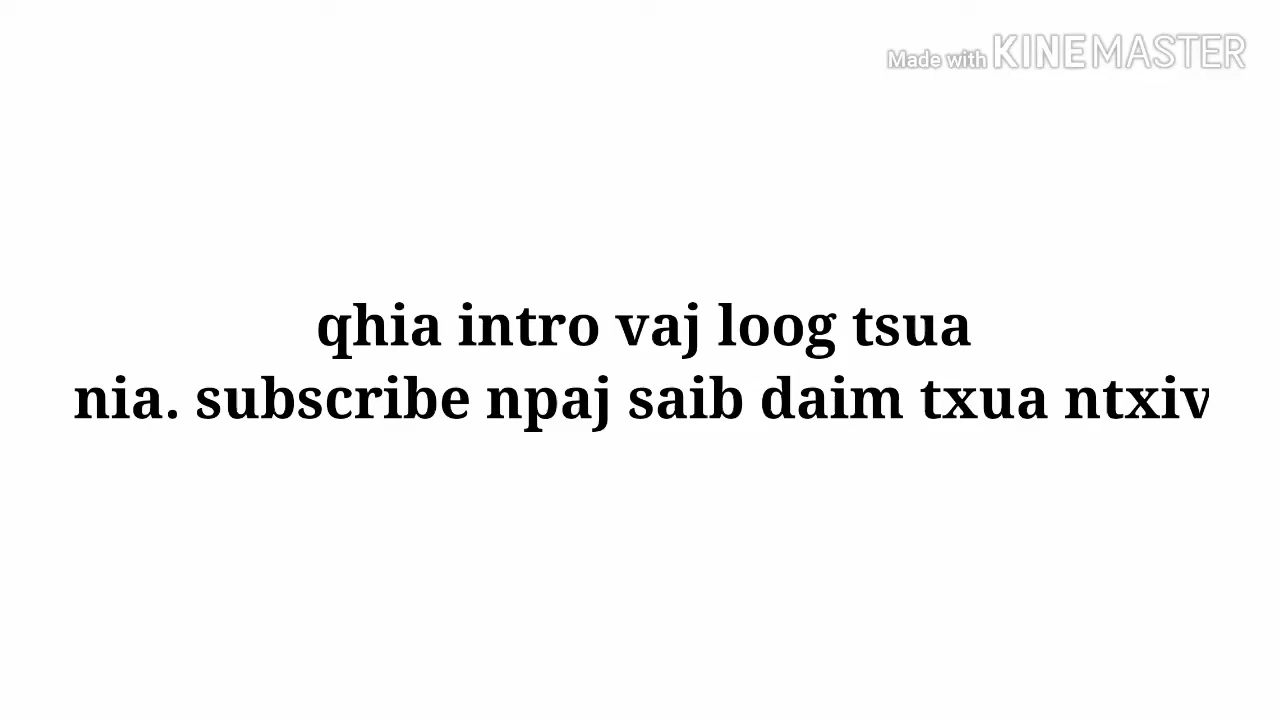 Made with KINEMASTER
qhia intro vaj loog tsua
nia. subscribe npaj saib daim txua ntxiv